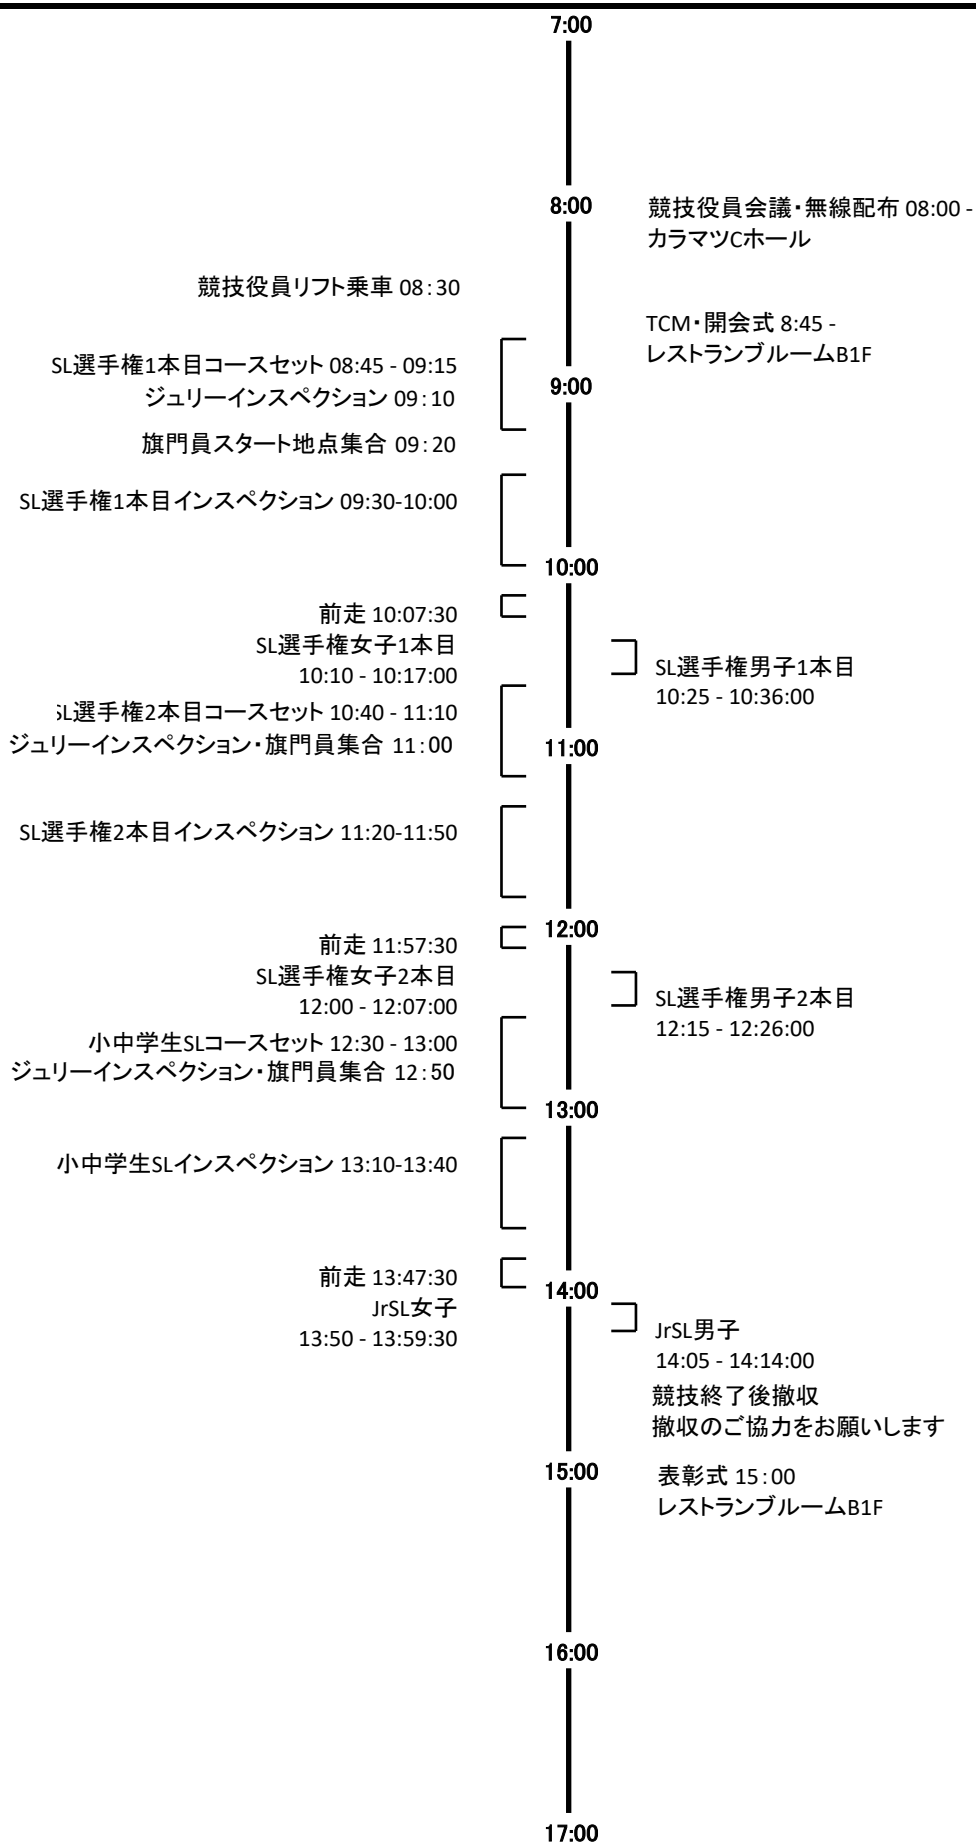 7:00
8:00
競技役員会議・無線配布 08:00 -
カラマツCホール
競技役員リフト乗車 08:30
TCM・開会式 8:45 -
レストランブルームB1F
SL選手権1本目コースセット 08:45 - 09:15
9:00
ジュリーインスペクション 09:10
旗門員スタート地点集合 09:20
SL選手権1本目インスペクション 09:30-10:00
10:00
前走 10:07:30
SL選手権女子1本目
10:10 - 10:17:00
SL選手権男子1本目
10:25 - 10:36:00
SL選手権2本目コースセット 10:40 - 11:10
ジュリーインスペクション・旗門員集合 11:00
11:00
SL選手権2本目インスペクション 11:20-11:50
12:00
前走 11:57:30
SL選手権女子2本目
12:00 - 12:07:00
SL選手権男子2本目
12:15 - 12:26:00
小中学生SLコースセット 12:30 - 13:00
ジュリーインスペクション・旗門員集合 12:50
13:00
小中学生SLインスペクション 13:10-13:40
前走 13:47:30
14:00
JrSL女子
13:50 - 13:59:30
JrSL男子
14:05 - 14:14:00
競技終了後撤収
撤収のご協力をお願いします
15:00
表彰式 15:00
レストランブルームB1F
16:00
17:00